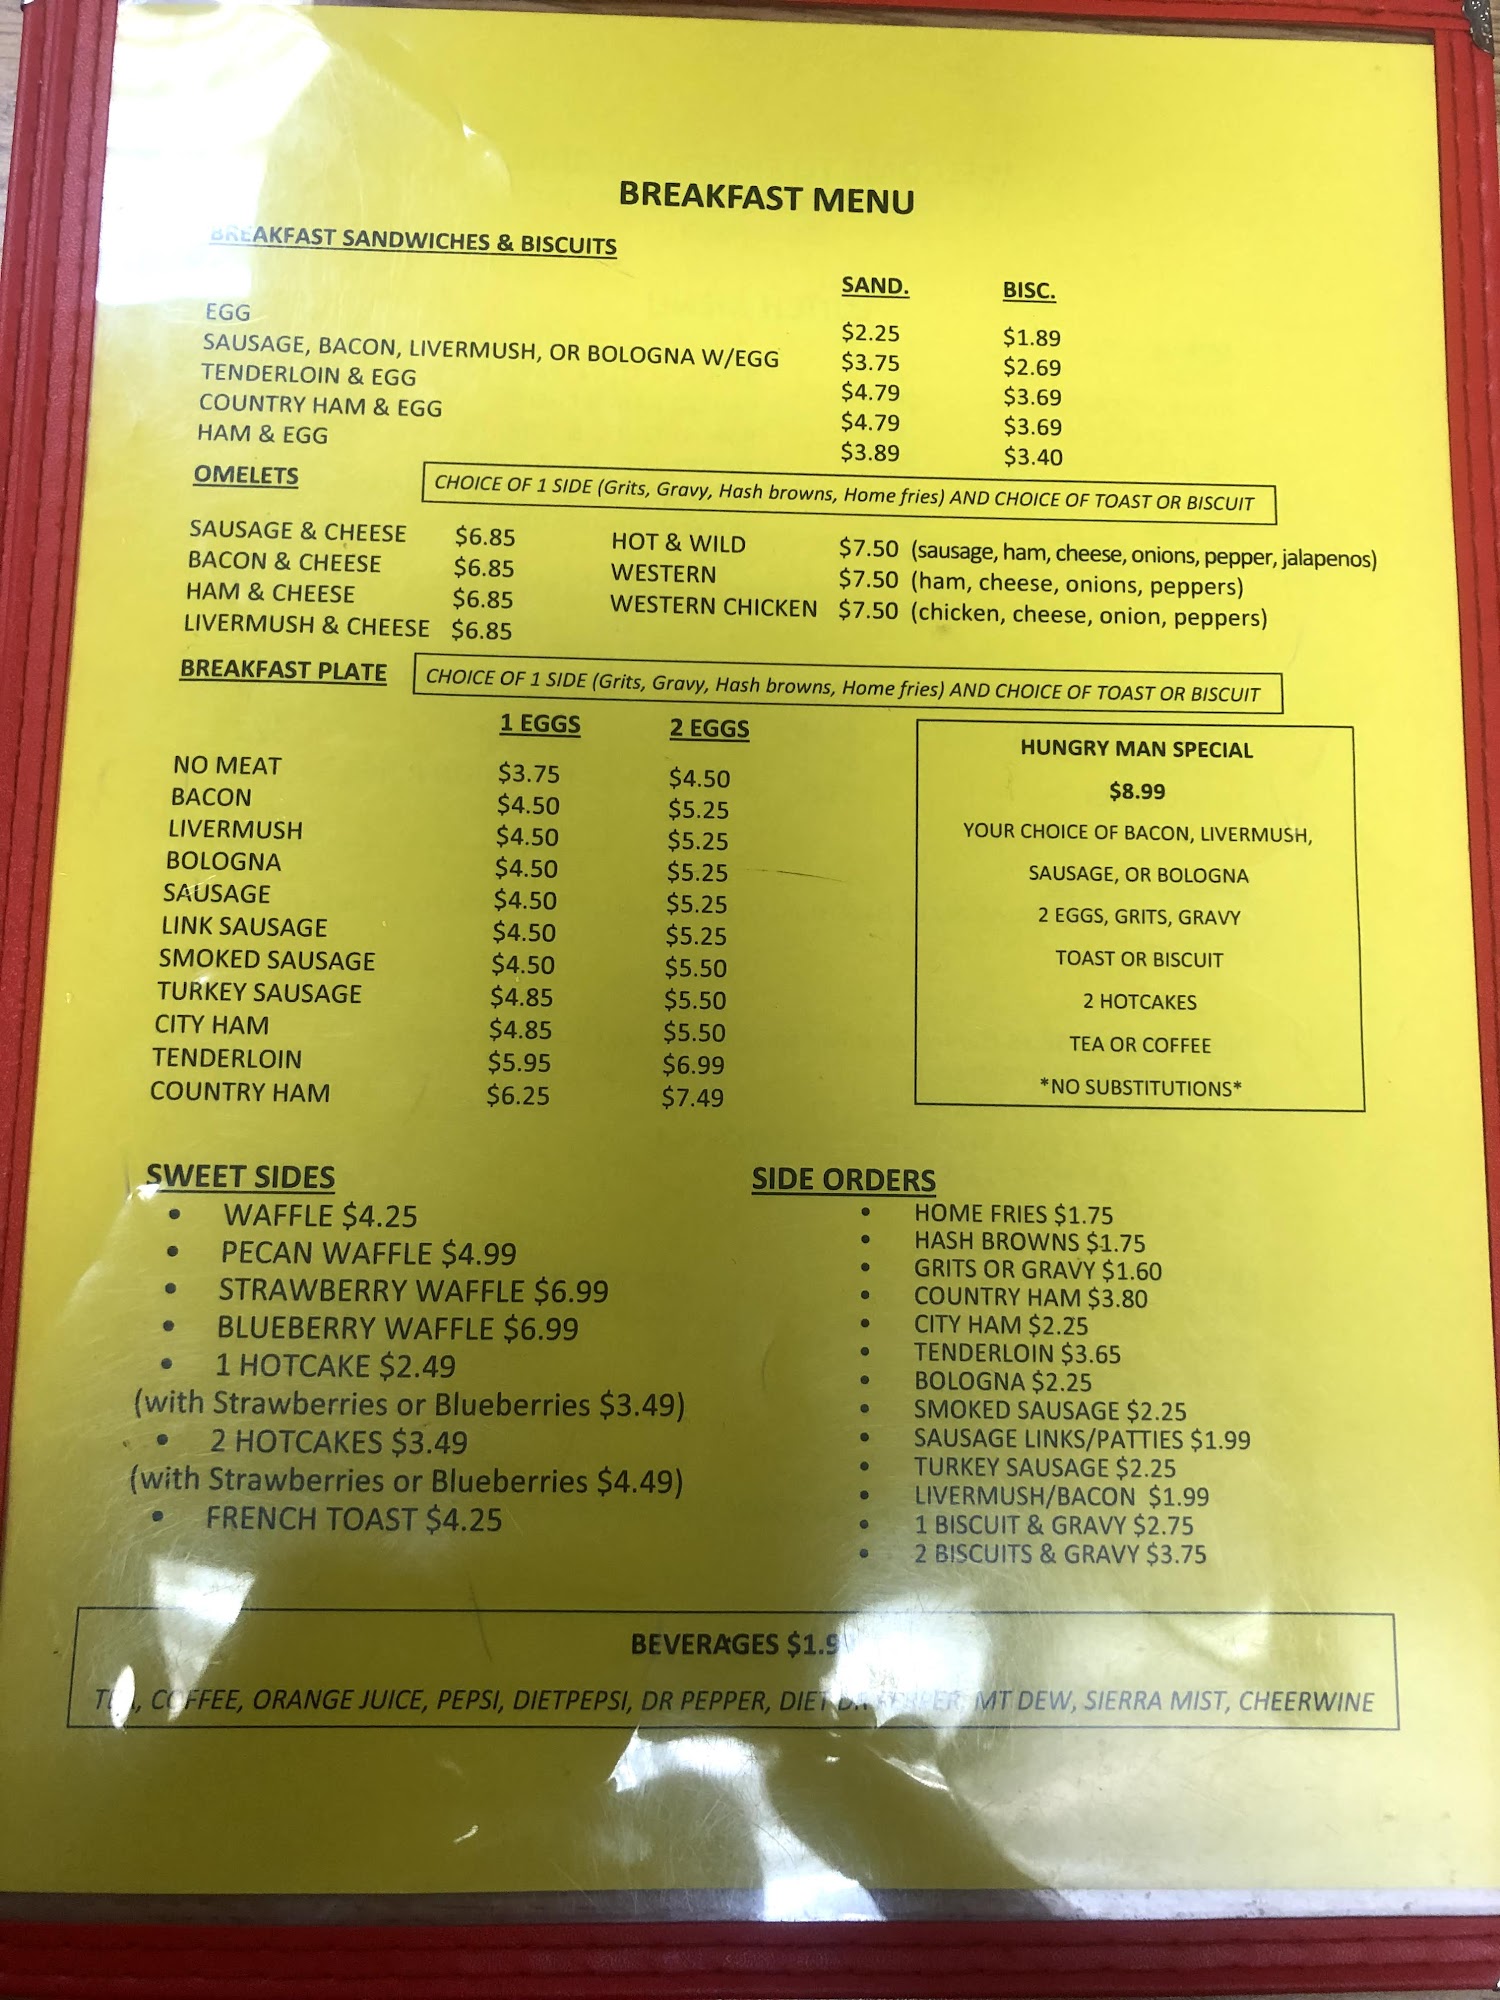 BREAKFAST MENU
BREAKFAST SANDWICHES & BISCUITS
SAND. BISC.
EGG $2.25 $1.89
SAUSAGE, BACON, LIVERMUSH, OR BOLOGNA W/EGG $3.75 $2.69
TENDERLOIN & EGG $4.79 $3.69
COUNTRY HAM & EGG $4.79 $3.69
HAM & EGG $3.89 $3.40
OMELETS CHOICE OF 1 SIDE (Grits, Gravy, Hash browns, Home fries) AND CHOICE OF TOAST OR BISCUIT
SAUSAGE & CHEESE $6.85 HOT & WILD $7.50 (sausage, ham, cheese, onions, pepper, jalapenos)
BACON & CHEESE $6.85 WESTERN $7.50 (ham, cheese, onions, peppers)
HAM & CHEESE $6.85 WESTERN CHICKEN $7.50 (chicken, cheese, onion, peppers)
LIVERMUSH & CHEESE $6.85
BREAKFAST PLATE CHOICE OF 1 SIDE (Grits, Gravy, Hash browns, Home fries) AND CHOICE OF TOAST OR BISCUIT
1 EGGS 2 EGGS
NO MEAT $3.75 $4.50
BACON $4.50 $5.25
LIVERMUSH $4.50 $5.25
BOLOGNA $4.50 $5.25
SAUSAGE $4.50 $5.25
LINK SAUSAGE $4.50 $5.25
SMOKED SAUSAGE $4.50 $5.50
TURKEY SAUSAGE $4.85 $5.50
CITY HAM $4.85 $5.50
TENDERLOIN $5.95 $6.99
COUNTRY HAM $6.25 $7.49
HUNGRY MAN SPECIAL
$8.99
YOUR CHOICE OF BACON, LIVERMUSH,
SAUSAGE, OR BOLOGNA
2 EGGS, GRITS, GRAVY
TOAST OR BISCUIT
2 HOTCAKES
TEA OR COFFEE
*NO SUBSTITUTIONS*
SWEET SIDES
• WAFFLE $4.25
• PECAN WAFFLE $4.99
• STRAWBERRY WAFFLE $6.99
• BLUEBERRY WAFFLE $6.99
• 1 HOTCAKE $2.49
(with Strawberries or Blueberries $3.49)
• 2 HOTCAKES $3.49
(with Strawberries or Blueberries $4.49)
• FRENCH TOAST $4.25
SIDE ORDERS
• HOME FRIES $1.75
• HASH BROWNS $1.75
• GRITS OR GRAVY $1.60
• COUNTRY HAM $3.80
• CITY HAM $2.25
• TENDERLOIN $3.65
• BOLOGNA $2.25
• SMOKED SAUSAGE $2.25
• SAUSAGE LINKS/PATTIES $1.99
• TURKEY SAUSAGE $2.25
• LIVERMUSH/BACON $1.99
• 1 BISCUIT & GRAVY $2.75
• 2 BISCUITS & GRAVY $3.75
BEVERAGES
COFFEE, ORANGE JUICE, PEPSI, DIETPEPSI, DR PEPPER, DIET DR PEPPER, MT DEW, SIERRA MIST, CHEERWINE